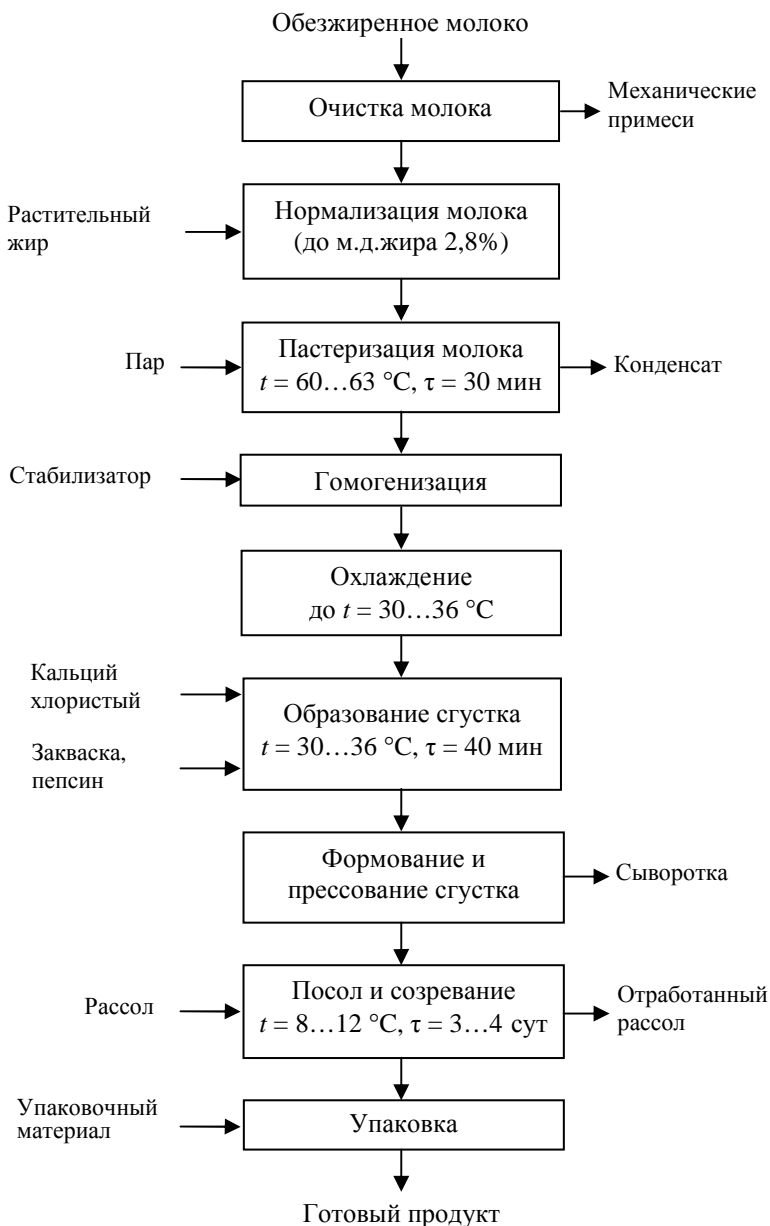 Обезжиренное молоко
Очистка молока
Механические
примеси
Растительный
жир
Нормализация молока
(до м.д.жира 2,8%)
Пар
Пастеризация молока
t = 60…63 °С, τ = 30 мин
Конденсат
Стабилизатор
Гомогенизация
Охлаждение
до t = 30…36 °С
Кальций
хлористый
Закваска,
пепсин
Образование сгустка
t = 30…36 °С, τ = 40 мин
Формование и
прессование сгустка
Сыворотка
Рассол
Посол и созревание
t = 8…12 °С, τ = 3…4 сут
Отработанный
рассол
Упаковочный
материал
Упаковка
Готовый продукт